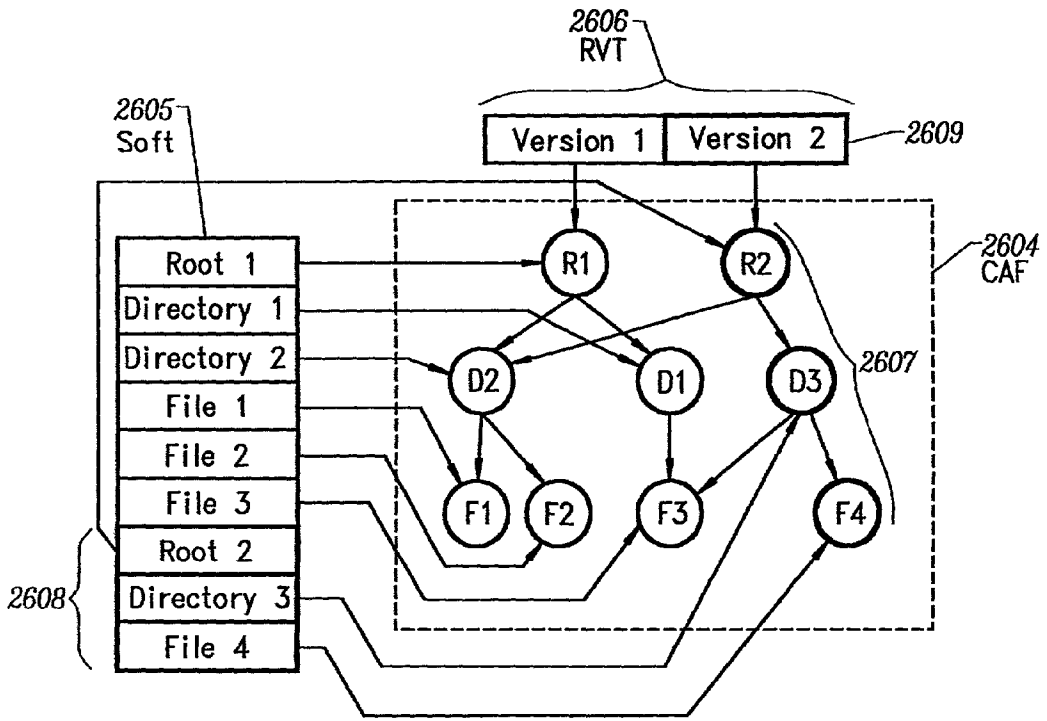 2606
RVT
2605
Soft
Version 1
Version 2
2609
Root 1
Directory 1
Directory 2
File 1
File 2
File 3
Root 2
Directory 3
File 4
2608
R1
R2
D2
D1
D3
F1
F2
F3
F4
2604
CAF
2607